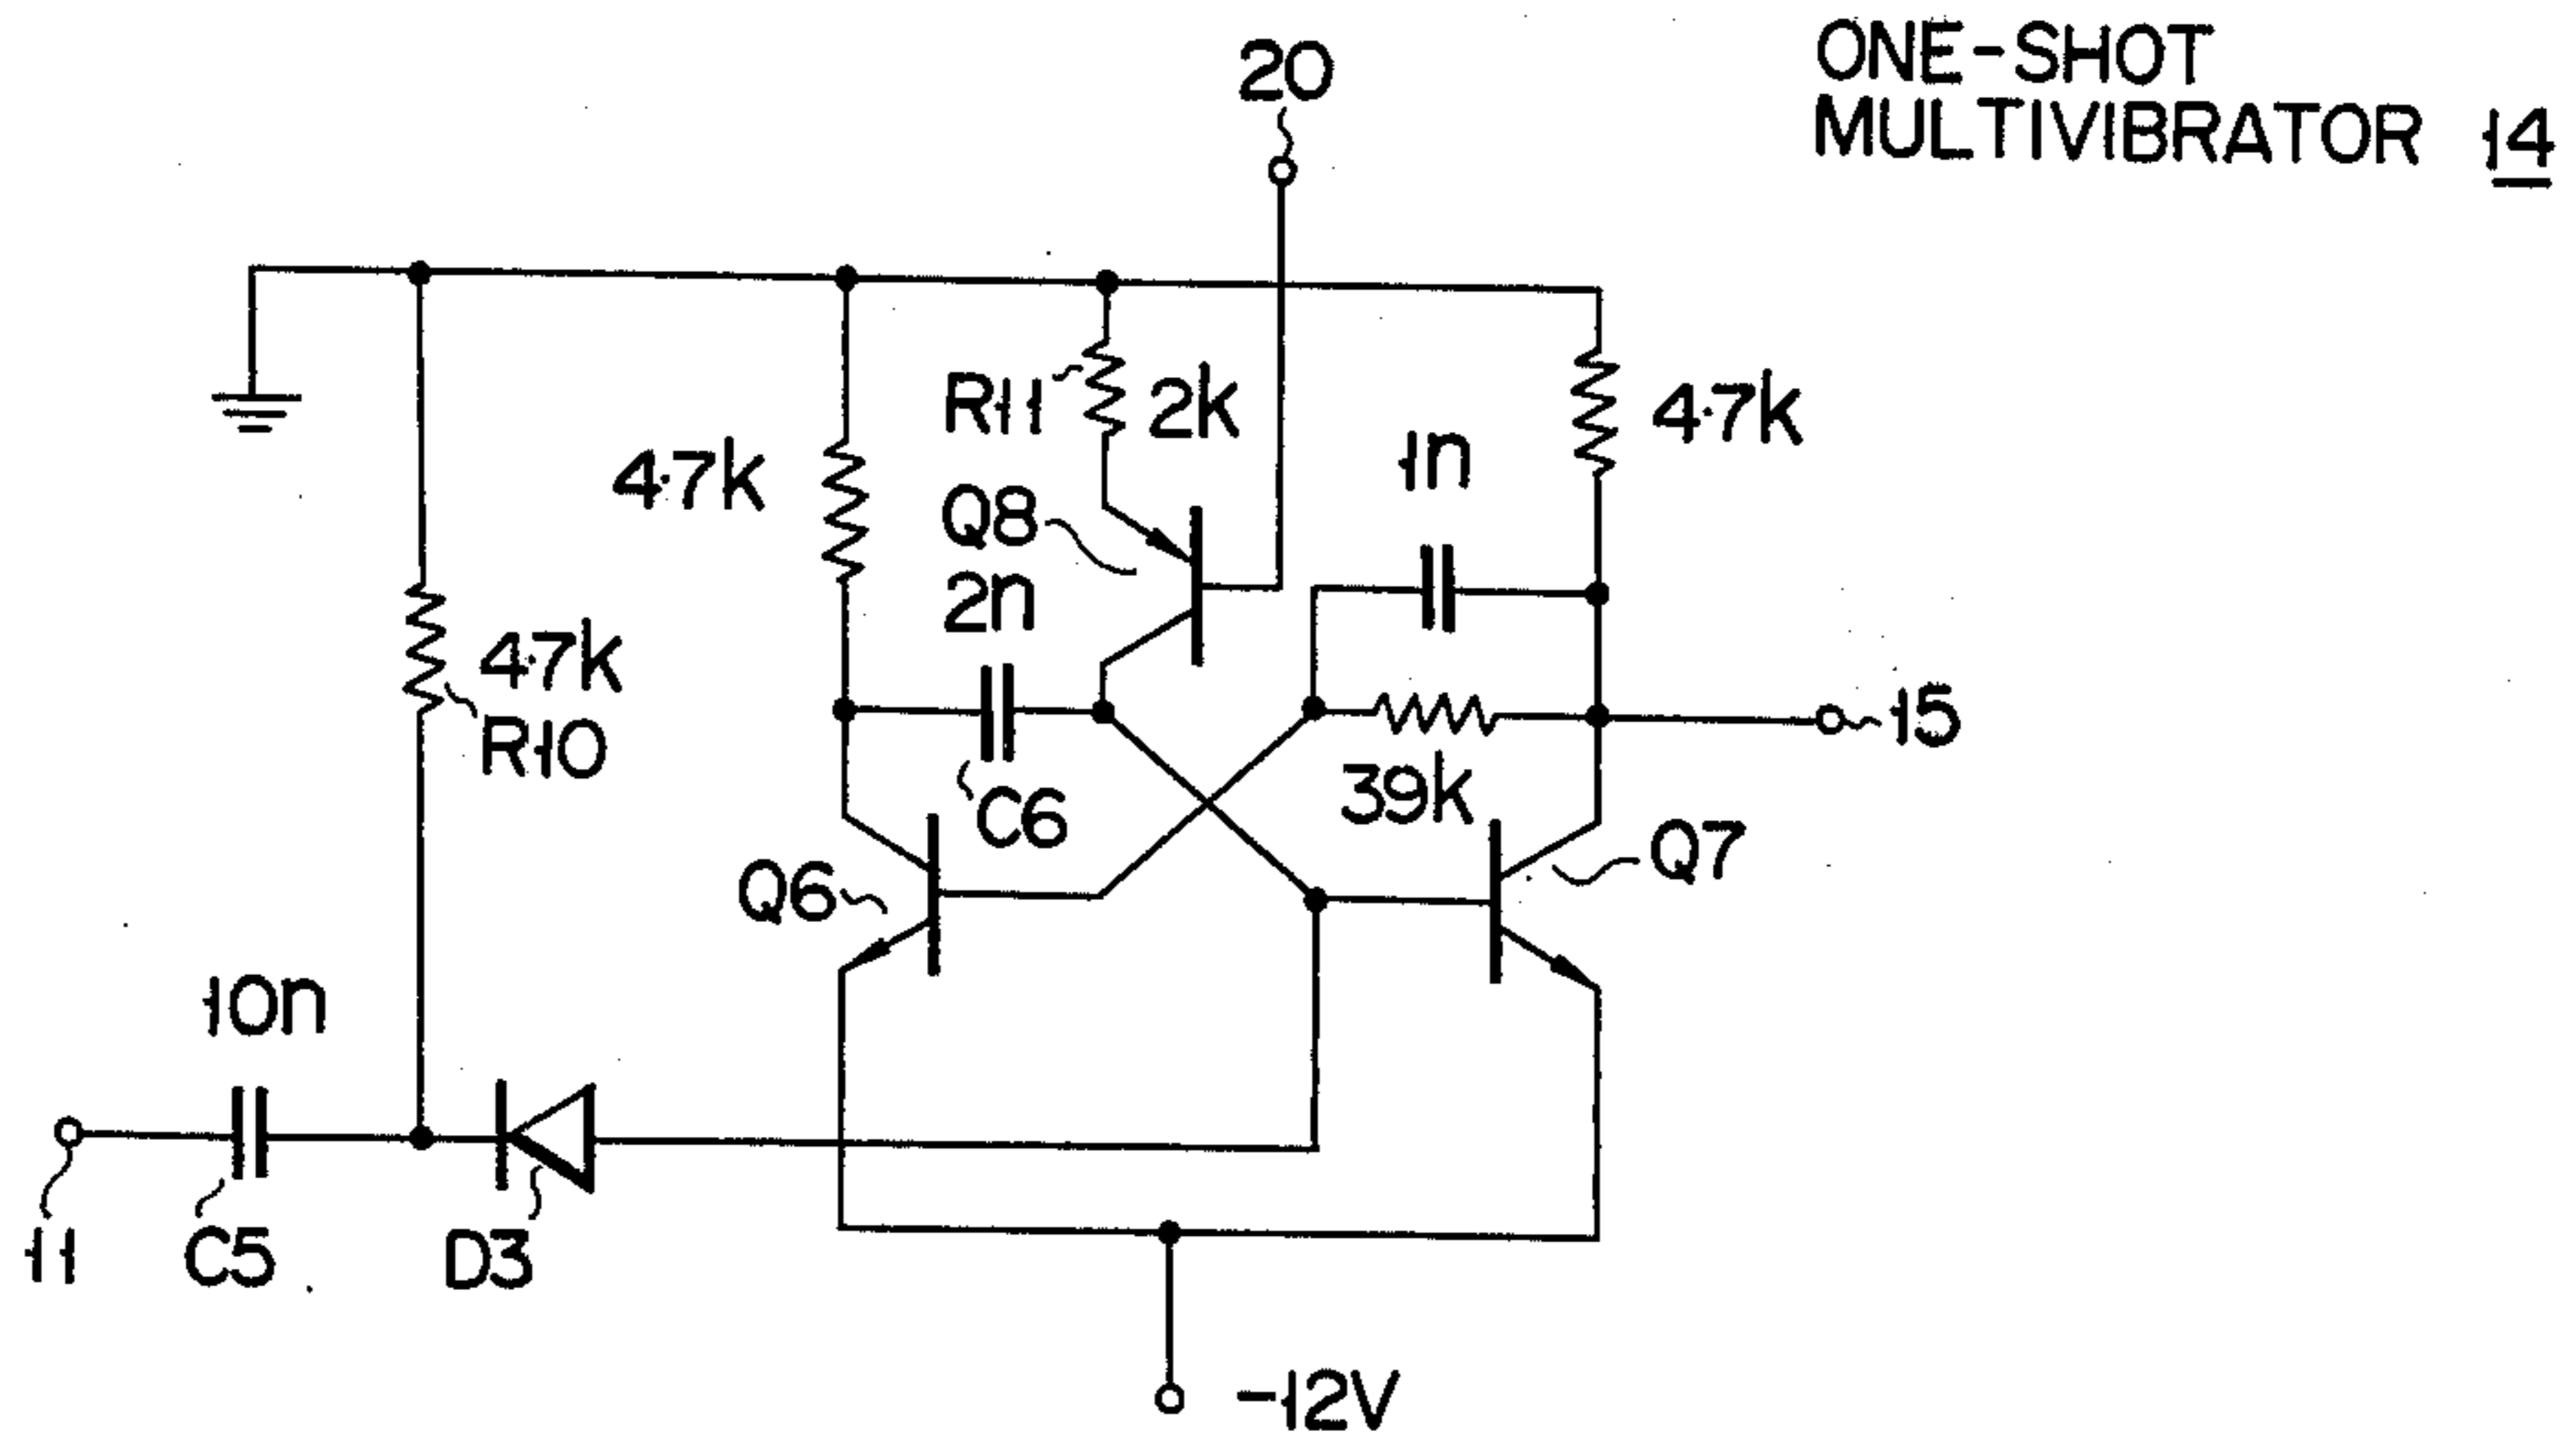 ONE-SHOT
MULTIVIBRATOR 14
20
R11
2k
4.7k
4.7k
1n
Q8
2n
4.7k
R10
15
39k
C6
Q7
Q6
10n
11
C5
D3
-12V